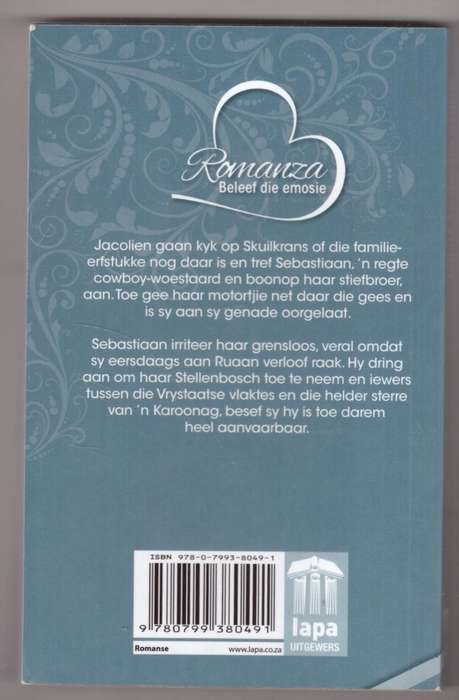 Romanza
Beleef die emosie
Jacolien gaan kyk op Skuilkrans of die familie-
erfstukke nog daar is en tref Sebastiaan, 'n regte
cowboy-woestaard en boonop haar stiefbroer,
aan. Toe gee haar motortjie net daar die gees en
is sy aan sy genade oorgelaat.
Sebastiaan irriteer haar grensloos, veral omdat
sy eersdaags aan Ruaan verloof raak. Hy dring
aan om haar Stellenbosch toe te neem en iewers
tussen die Vrystaatse vlaktes en die helder sterre
van 'n Karoonag, besef sy hy is toe darem
heel aanvaarbaar.
ISBN 978-0-7993-8049-1
9 780799 380491
Romanse www.lapa.co.za
lapa
UITGEWERS